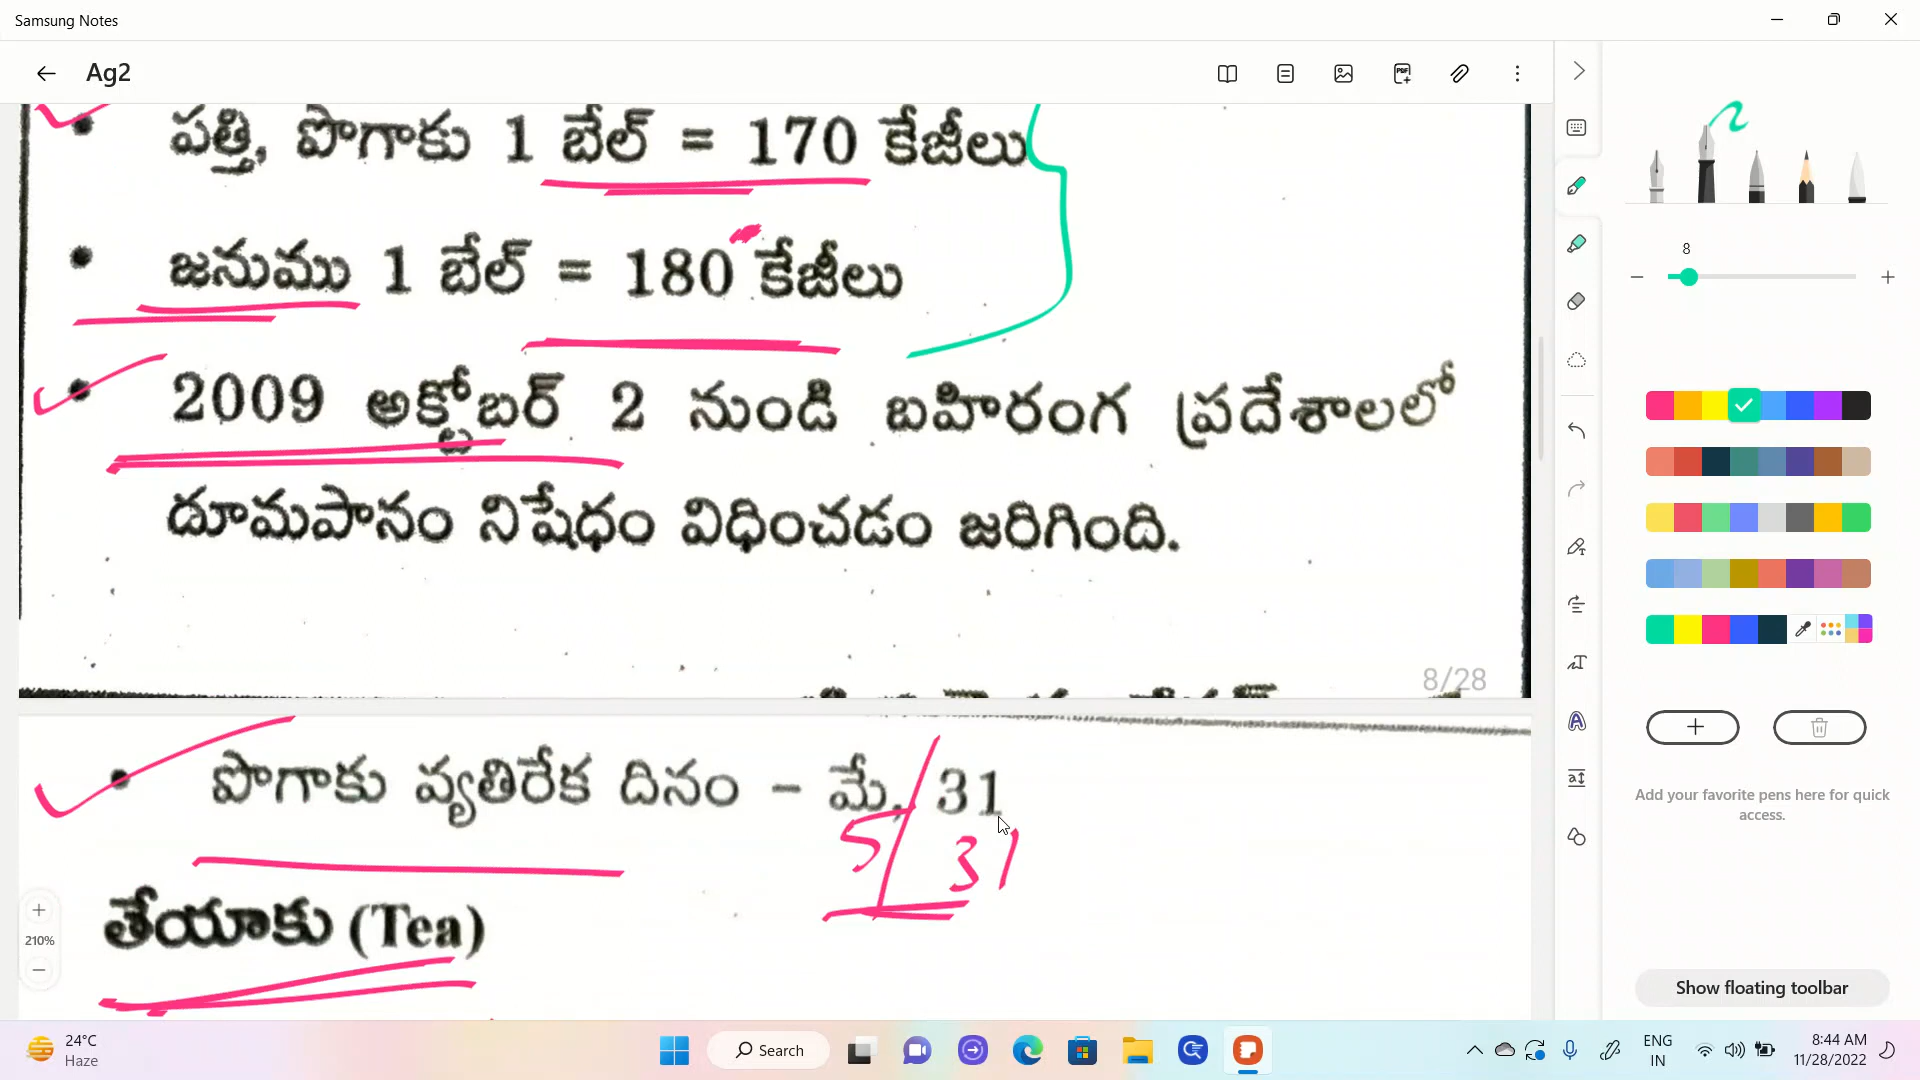 Samsung Notes
Ag2
పత్తి, పొగాకు 1 బేల్ = 170 కేజీలు
జనుము 1 బేల్ = 180 కేజీలు
2009 అక్టోబర్ 2 నుండి బహిరంగ ప్రదేశాలలో
దూమపానం నిషేధం విధించడం జరిగింది.
8/28
పొగాకు వ్యతిరేక దినం - మే, 31
5/31
తేయాకు (Tea)
210%
8
Add your favorite pens here for quick
access.
Show floating toolbar
24°C
Haze
Search
ENG
IN
8:44 AM
11/28/2022